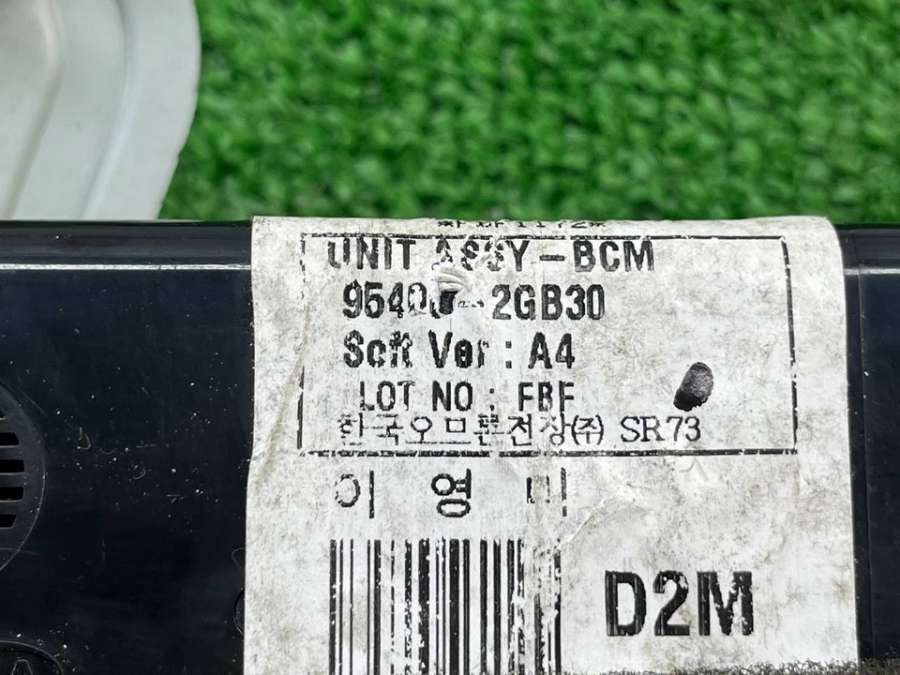 UNIT ASSY-BCM
95400-2GB30
Soft Ver : A4
LOT NO : FBF
한국오므론전장(주) SR73
이 영 미
D2M